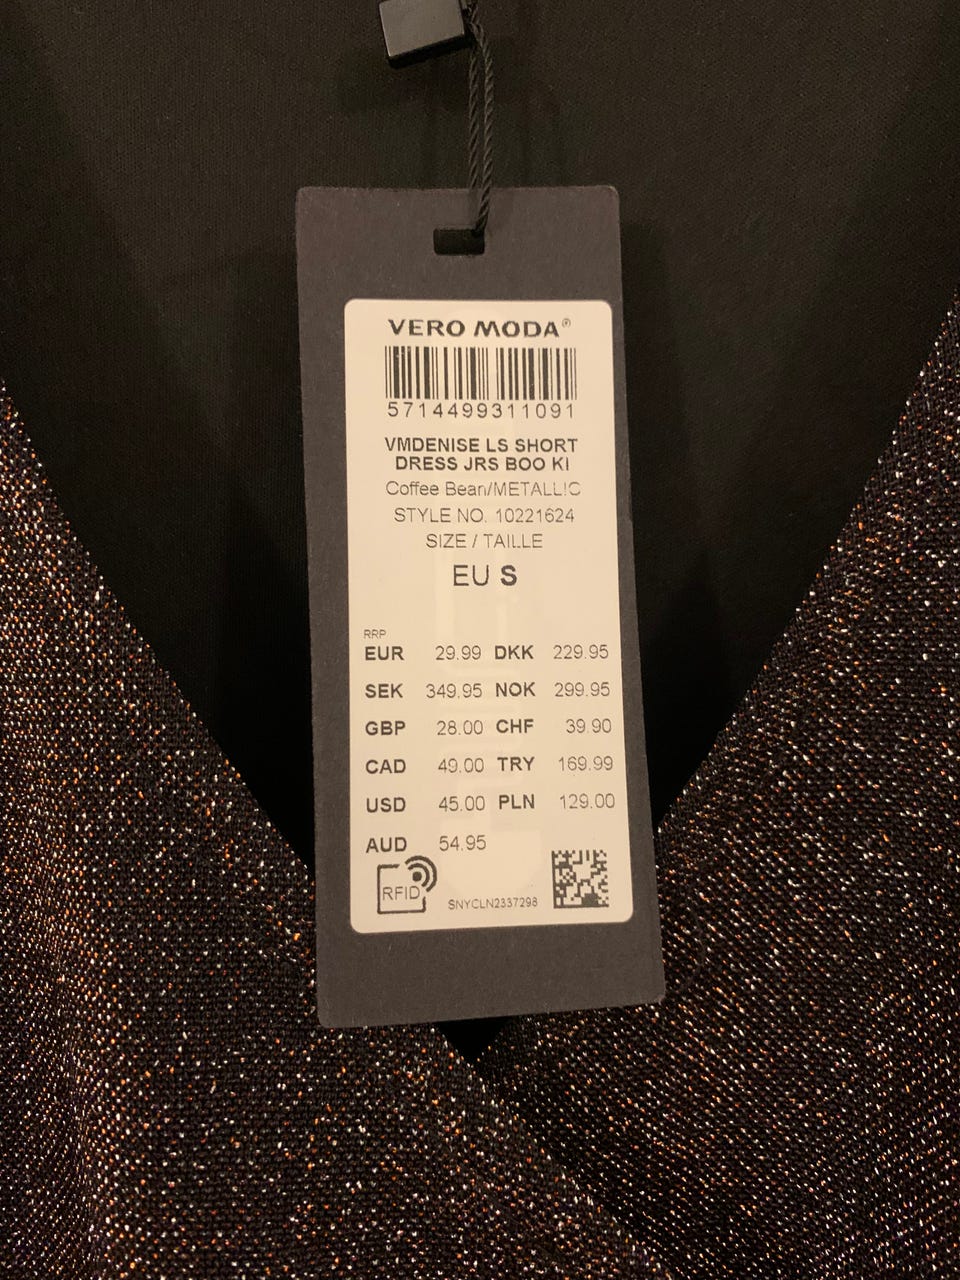 VERO MODA®
5714499311091
VMDENISE LS SHORT
DRESS JRS BOO KI
Coffee Bean/METALLIC
STYLE NO. 10221624
SIZE / TAILLE
EU S
RRP
EUR 29.99 DKK 229.95
SEK 349.95 NOK 299.95
GBP 28.00 CHF 39.90
CAD 49.00 TRY 169.99
USD 45.00 PLN 129.00
AUD 54.95
RFID
SNYCLN2337298